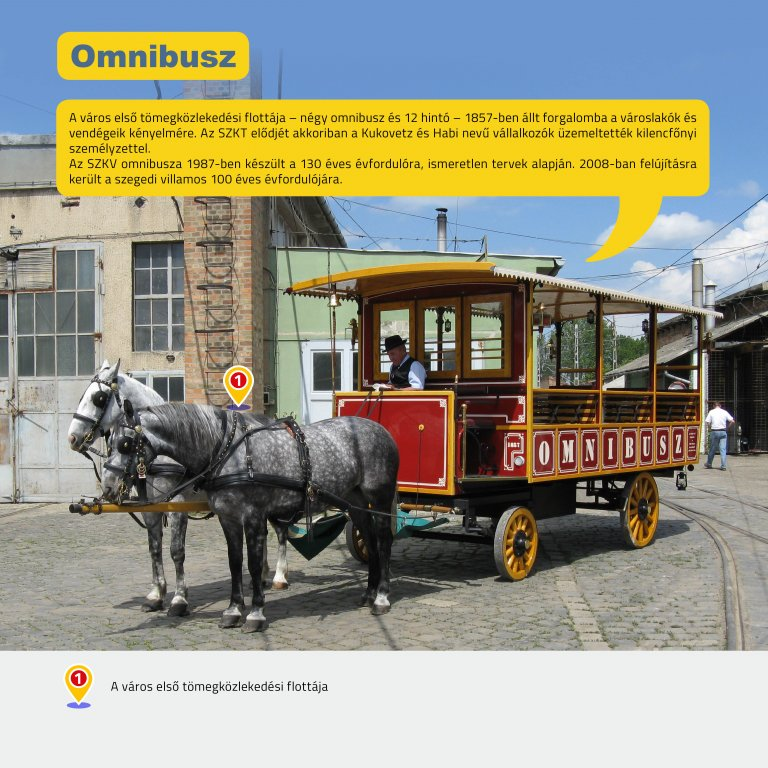 Omnibusz
A város első tömegközlekedési flottája – négy omnibusz és 12 hintó – 1857-ben állt forgalomba a városlakók és
vendégeik kényelmére. Az SZKT elődjét akkoriban a Kukovetz és Habi nevű vállalkozók üzemeltették kilencfőnyi
személyzettel.
Az SZKV omnibusza 1987-ben készült a 130 éves évfordulóra, ismeretlen tervek alapján. 2008-ban felújításra
került a szegedi villamos 100 éves évfordulójára.
1
OMNIBUSZ
1
A város első tömegközlekedési flottája